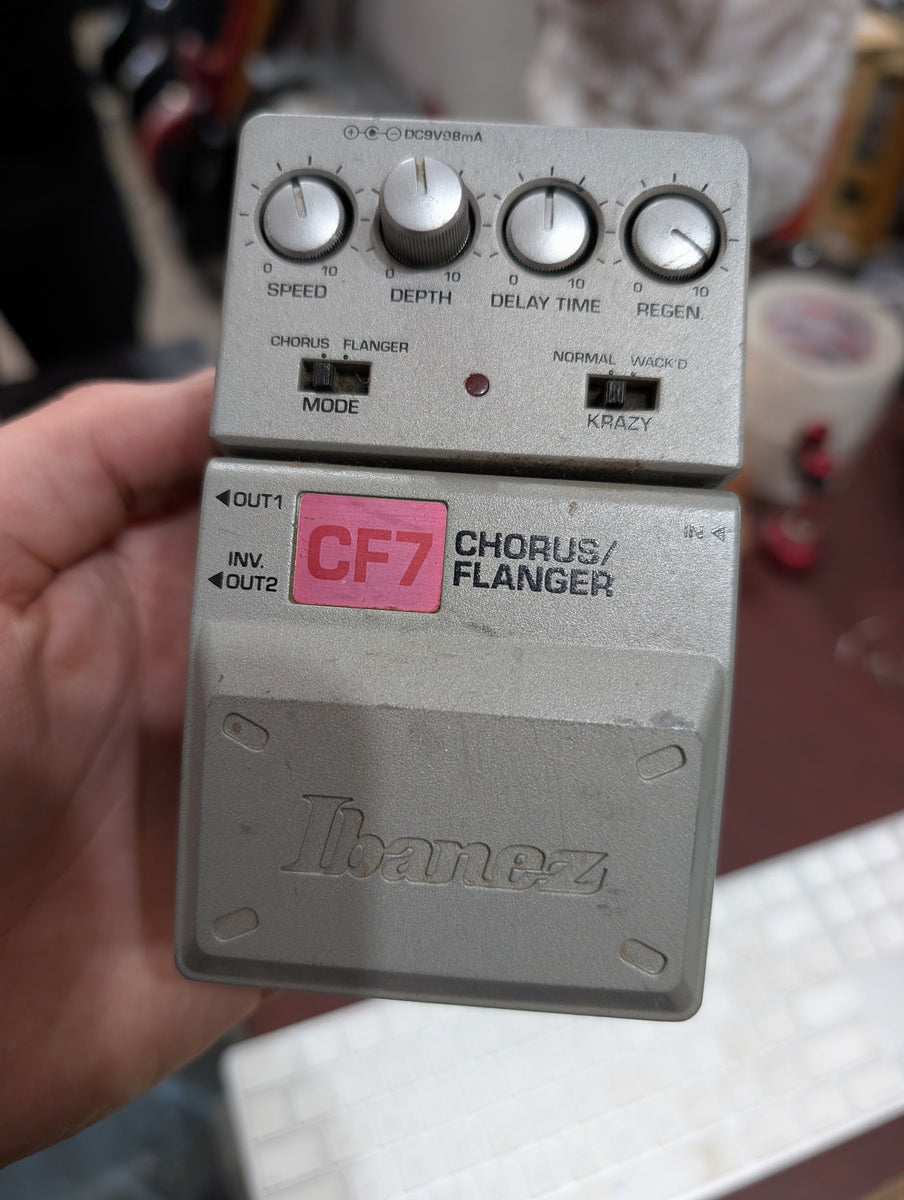 DC9V98mA
0 10 0 10 0 10 0 10
SPEED DEPTH DELAY TIME REGEN.
CHORUS FLANGER NORMAL WACK'D
MODE KRAZY
OUT1
INV.
OUT2
CF7
CHORUS/
FLANGER
IN
Ibanez